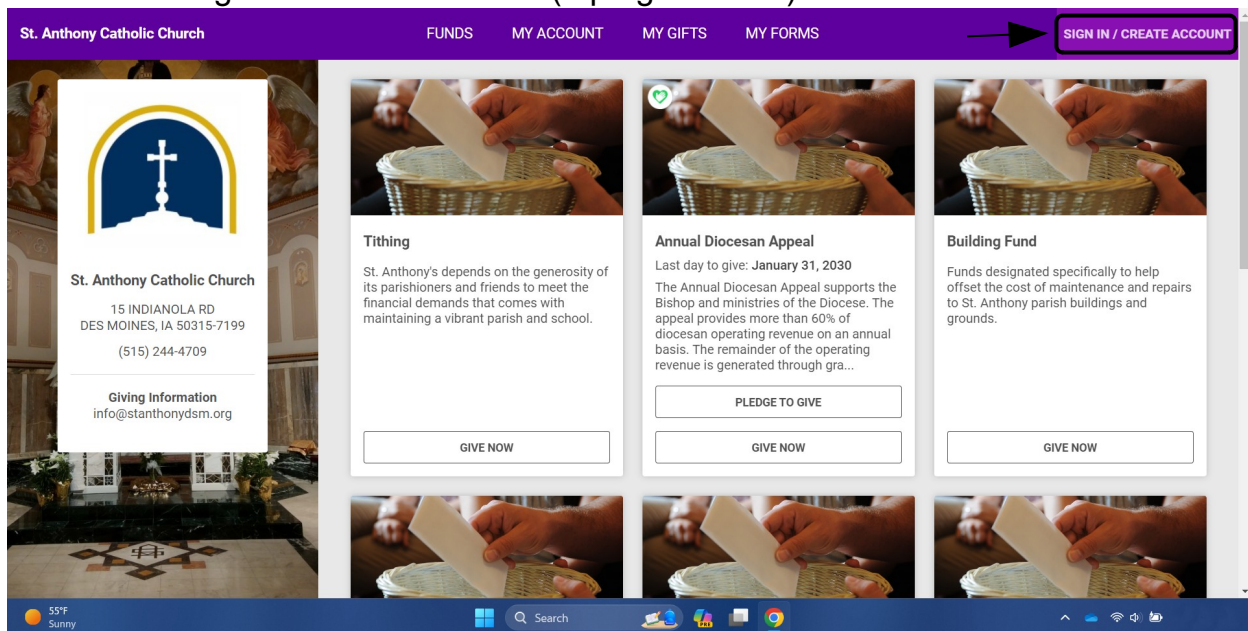 St. Anthony Catholic Church
FUNDS
MY ACCOUNT
MY GIFTS
MY FORMS
SIGN IN / CREATE ACCOUNT
St. Anthony Catholic Church
15 INDIANOLA RD
DES MOINES, IA 50315-7199
(515) 244-4709
Giving Information
info@stanthonydsm.org
Tithing
St. Anthony's depends on the generosity of
its parishioners and friends to meet the
financial demands that comes with
maintaining a vibrant parish and school.
GIVE NOW
Annual Diocesan Appeal
Last day to give: January 31, 2030
The Annual Diocesan Appeal supports the
Bishop and ministries of the Diocese. The
appeal provides more than 60% of
diocesan operating revenue on an annual
basis. The remainder of the operating
revenue is generated through gra...
PLEDGE TO GIVE
GIVE NOW
Building Fund
Funds designated specifically to help
offset the cost of maintenance and repairs
to St. Anthony parish buildings and
grounds.
GIVE NOW
55°F
Sunny
Search
PRE